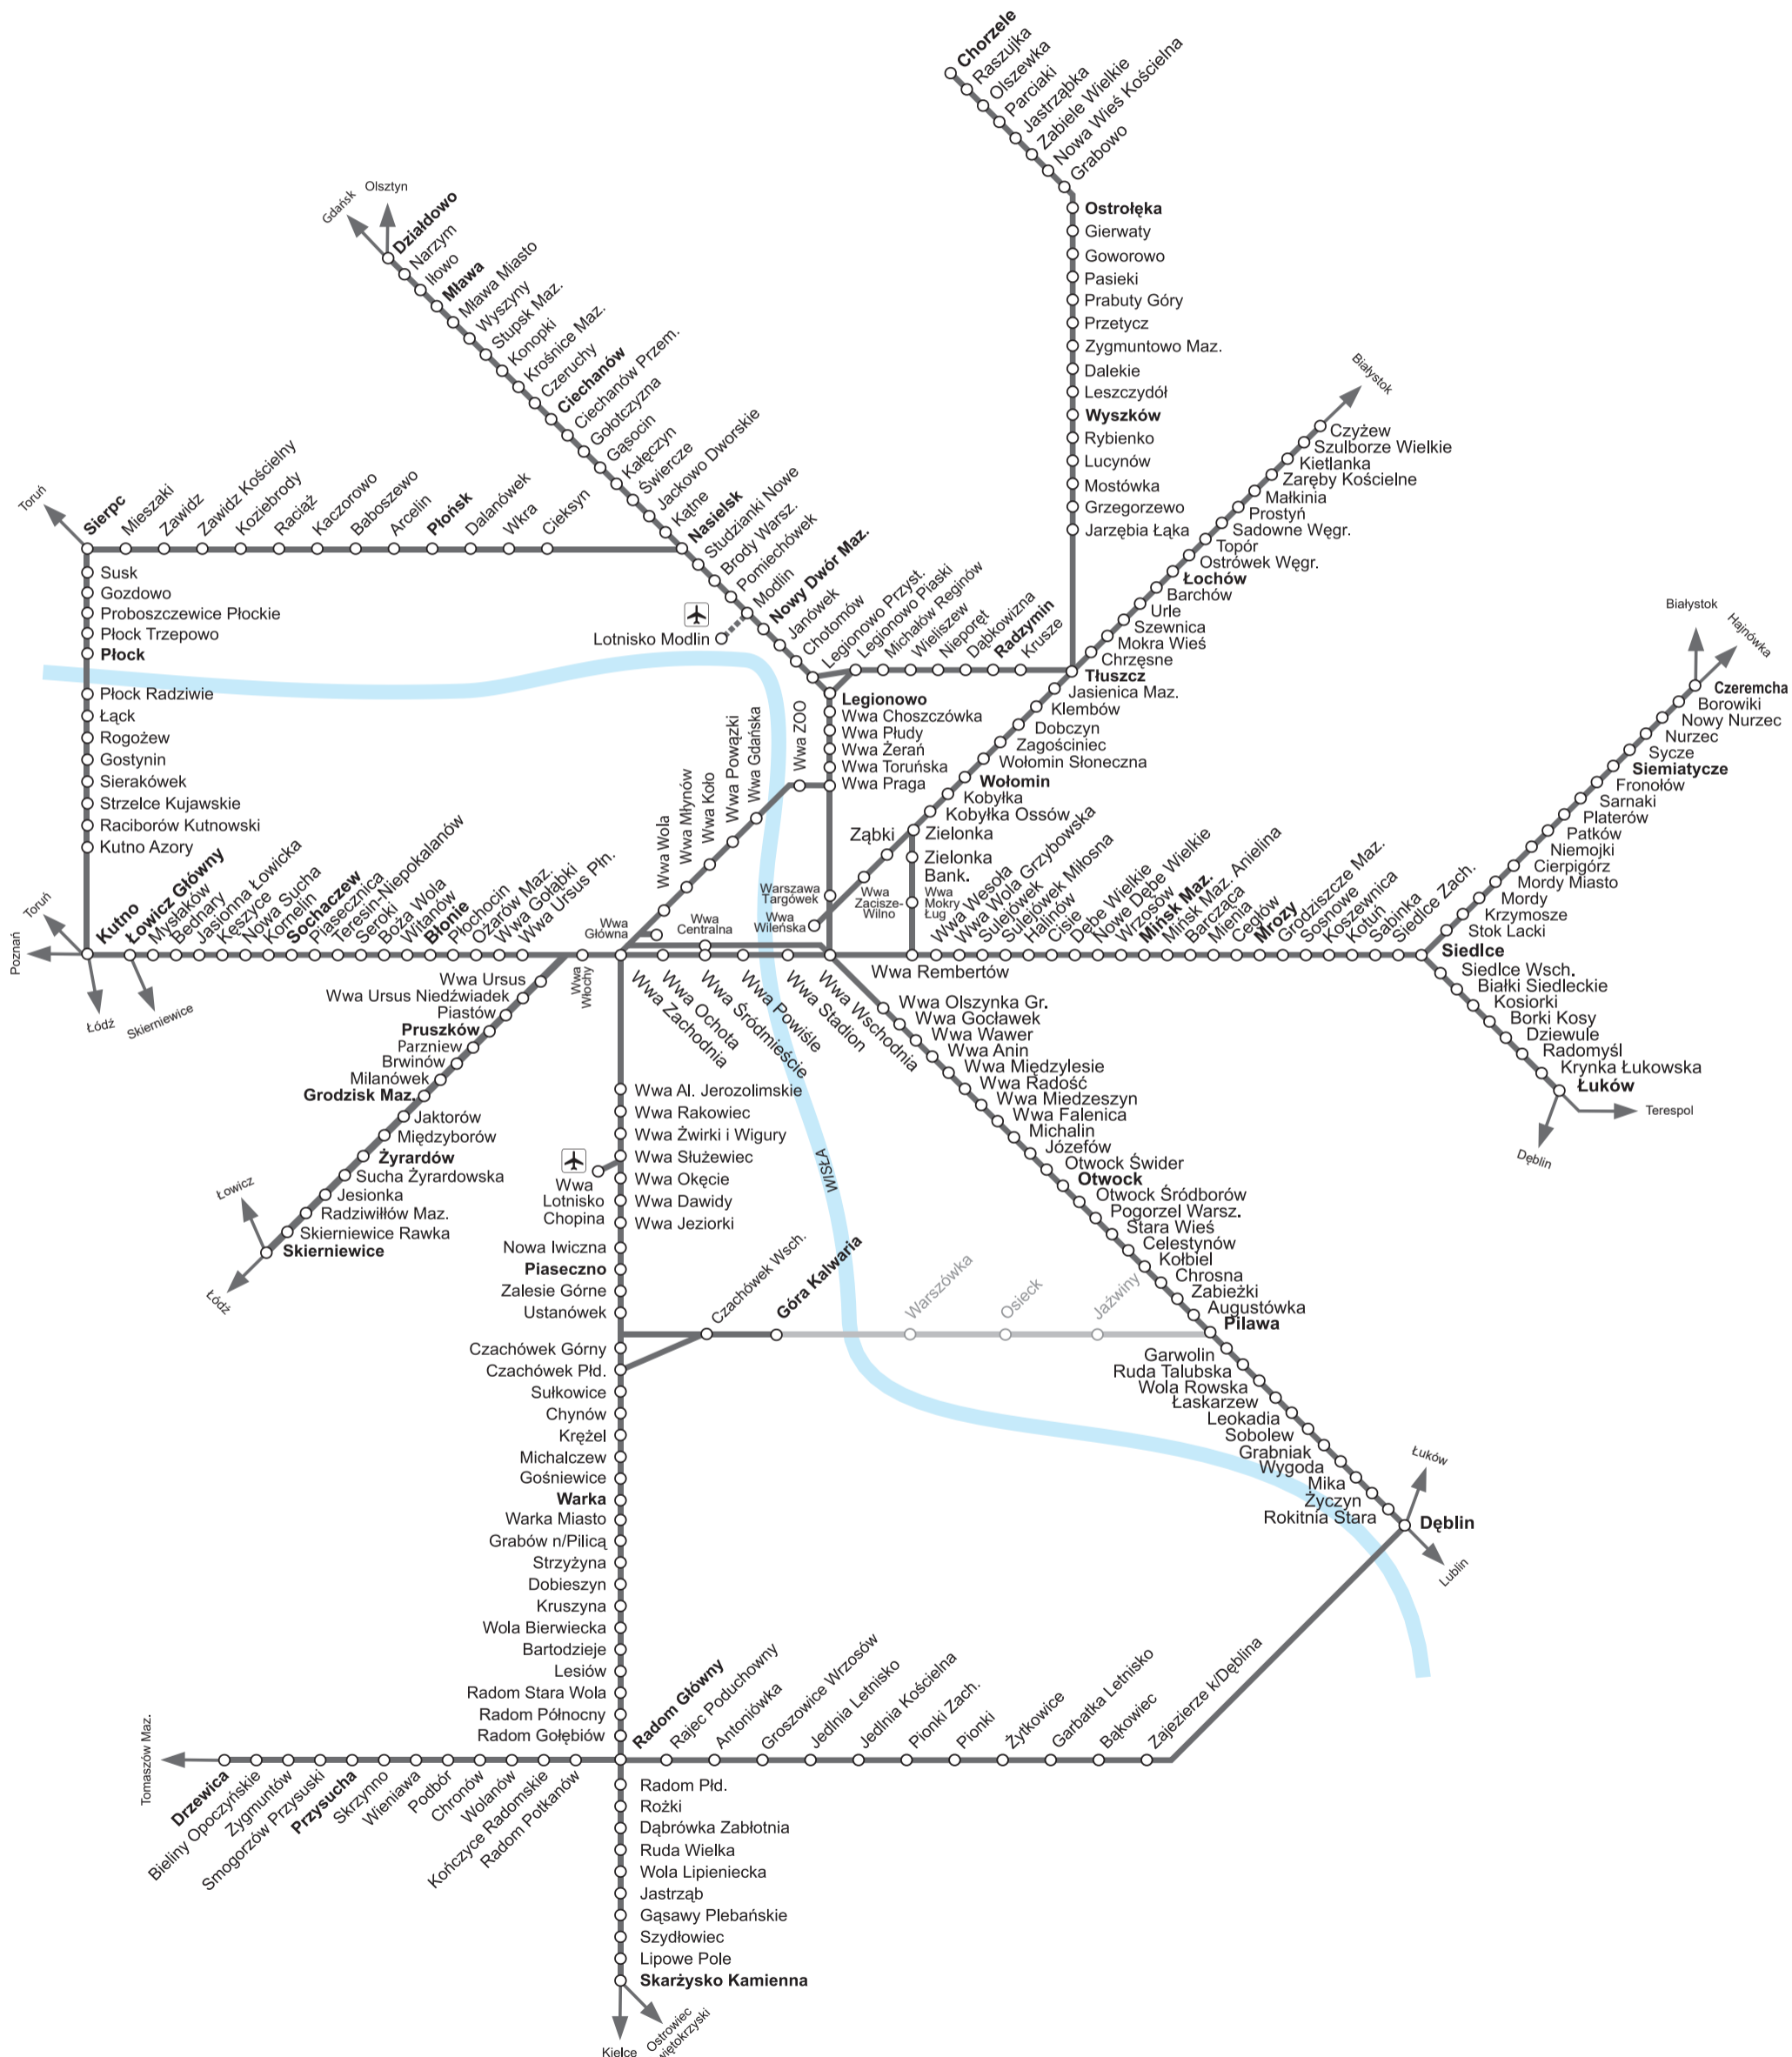 Chorzele
Raszujka
Olszewka
Parciaki
Jastrząbka
Zabiele Wielkie
Nowa Wieś Kościelna
Grabowo
Ostrołęka
Gierwaty
Goworowo
Pasieki
Prabuty Góry
Przetycz
Zygmuntowo Maz.
Dalekie
Leszczydół
Wyszków
Rybienko
Lucynów
Mostówka
Grzegorzewo
Jarzębia Łąka
Gdańsk
Olsztyn
Działdowo
Narzym
Iłowo
Mława
Mława Miasto
Wyszyny
Stupsk Maz.
Konopki
Krośnice Maz.
Czeruchy
Ciechanów
Ciechanów Przem.
Gołotczyzna
Gąsocin
Kałęczyn
Świercze
Jackowo Dworskie
Kątne
Nasielsk
Studzianki Nowe
Brody Warsz.
Pomiechówek
Modlin
Lotnisko Modlin
Nowy Dwór Maz.
Janówek
Chotomów
Legionowo Przyst.
Legionowo Piaski
Michałów Reginów
Wieliszew
Nieporęt
Dąbkowizna
Radzymin
Krusze
Białystok
Czyżew
Szulborze Wielkie
Kietlanka
Zaręby Kościelne
Małkinia
Prostyń
Sadowne Węgr.
Topór
Ostrówek Węgr.
Łochów
Barchów
Urle
Szewnica
Mokra Wieś
Chrzęsne
Tłuszcz
Jasienica Maz.
Klembów
Dobczyn
Zagościniec
Wołomin Słoneczna
Wołomin
Kobyłka
Kobyłka Ossów
Zielonka
Ząbki
Zielonka
Bank.
Wwa
Zacisze-
Wilno
Wwa
Mokry
Ług
Wwa
Wileńska
Toruń
Sierpc
Mieszaki
Zawidz
Zawidz Kościelny
Koziebrody
Raciąż
Kaczorowo
Baboszewo
Arcelin
Płońsk
Dalanówek
Wkra
Cieksyn
Susk
Gozdowo
Proboszczewice Płockie
Płock Trzepowo
Płock
Płock Radziwie
Łąck
Rogożew
Gostynin
Sierakówek
Strzelce Kujawskie
Raciborów Kutnowski
Kutno Azory
Toruń
Poznań
Łódź
Skierniewice
Kutno
Łowicz Główny
Mysłaków
Bednary
Jasionna Łowicka
Kęszyce
Nowa Sucha
Kornelin
Sochaczew
Piasecznica
Teresin-Niepokalanów
Seroki
Boża Wola
Witanów
Błonie
Płochocin
Ożarów Maz.
Wwa Gołąbki
Wwa Ursus Płn.
Wwa
Włochy
Legionowo
Wwa Choszczówka
Wwa Płudy
Wwa Żerań
Wwa Toruńska
Wwa Praga
Wwa ZOO
Wwa Gdańska
Wwa Powązki
Wwa Koło
Wwa Młynów
Wwa Wola
Warszawa
Targówek
Wwa
Główna
Wwa
Centralna
Wwa Zachodnia
Wwa Ochota
Wwa Śródmieście
Wwa Powiśle
Wwa Stadion
Wwa Wschodnia
Wwa Rembertów
Wwa Wesoła
Wwa Wola Grzybowska
Sulejówek
Sulejówek Miłosna
Halinów
Cisie
Dębe Wielkie
Nowe Dębe Wielkie
Wrzosów
Mińsk Maz.
Mińsk Maz. Anielina
Barcząca
Mienia
Cegłów
Mrozy
Grodziszcze Maz.
Sosnowe
Koszewnica
Kotuń
Sabinka
Siedlce Zach.
Siedlce
Białystok
Hajnówka
Czeremcha
Borowiki
Nowy Nurzec
Nurzec
Sycze
Siemiatycze
Fronołów
Sarnaki
Platerów
Patków
Niemojki
Cierpigórz
Mordy Miasto
Mordy
Krzymosze
Stok Lacki
Siedlce Wsch.
Białki Siedleckie
Kosiorki
Borki Kosy
Dziewule
Radomyśl
Krynka Łukowska
Łuków
Terespol
Dęblin
Wwa Ursus
Wwa Ursus Niedźwiadek
Piastów
Pruszków
Parzniew
Brwinów
Milanówek
Grodzisk Maz.
Jaktorów
Międzyborów
Żyrardów
Sucha Żyrardowska
Jesionka
Radziwiłłów Maz.
Skierniewice Rawka
Skierniewice
Łowicz
Łódź
Wwa Al. Jerozolimskie
Wwa Rakowiec
Wwa Żwirki i Wigury
Wwa Służewiec
Wwa
Lotnisko
Chopina
Wwa Okęcie
Wwa Dawidy
Wwa Jeziorki
Nowa Iwiczna
Piaseczno
Zalesie Górne
Ustanówek
Czachówek Górny
Czachówek Płd.
Sułkowice
Chynów
Krężel
Michalczew
Gośniewice
Warka
Warka Miasto
Grabów n/Pilicą
Strzyżyna
Dobieszyn
Kruszyna
Wola Bierwiecka
Bartodzieje
Lesiów
Radom Stara Wola
Radom Północny
Radom Gołębiów
Czachówek Wsch.
Góra Kalwaria
Warszówka
Osieck
Jaźwiny
WISŁA
Wwa Olszynka Gr.
Wwa Gocławek
Wwa Wawer
Wwa Anin
Wwa Międzylesie
Wwa Radość
Wwa Miedzeszyn
Wwa Falenica
Michalin
Józefów
Otwock Świder
Otwock
Otwock Śródborów
Pogorzel Warsz.
Stara Wieś
Celestynów
Kołbiel
Chrosna
Zabieżki
Augustówka
Pilawa
Garwolin
Ruda Talubska
Wola Rowska
Łaskarzew
Leokadia
Sobolew
Grabniak
Wygoda
Mika
Życzyn
Rokitnia Stara
Dęblin
Łuków
Lublin
Radom Główny
Rajec Poduchowny
Antoniówka
Groszowice Wrzosów
Jedlnia Letnisko
Jedlnia Kościelna
Pionki Zach.
Pionki
Żytkowice
Garbatka Letnisko
Bąkowiec
Zajezierze k/Dęblina
Tomaszów Maz.
Drzewica
Bieliny Opoczyńskie
Zygmuntów
Smogorzów Przysuski
Przysucha
Skrzynno
Wieniawa
Podbór
Chronów
Wolanów
Kończyce Radomskie
Radom Potkanów
Radom Płd.
Rożki
Dąbrówka Zabłotnia
Ruda Wielka
Wola Lipieniecka
Jastrząb
Gąsawy Plebańskie
Szydłowiec
Lipowe Pole
Skarżysko Kamienna
Kielce
Ostrowiec